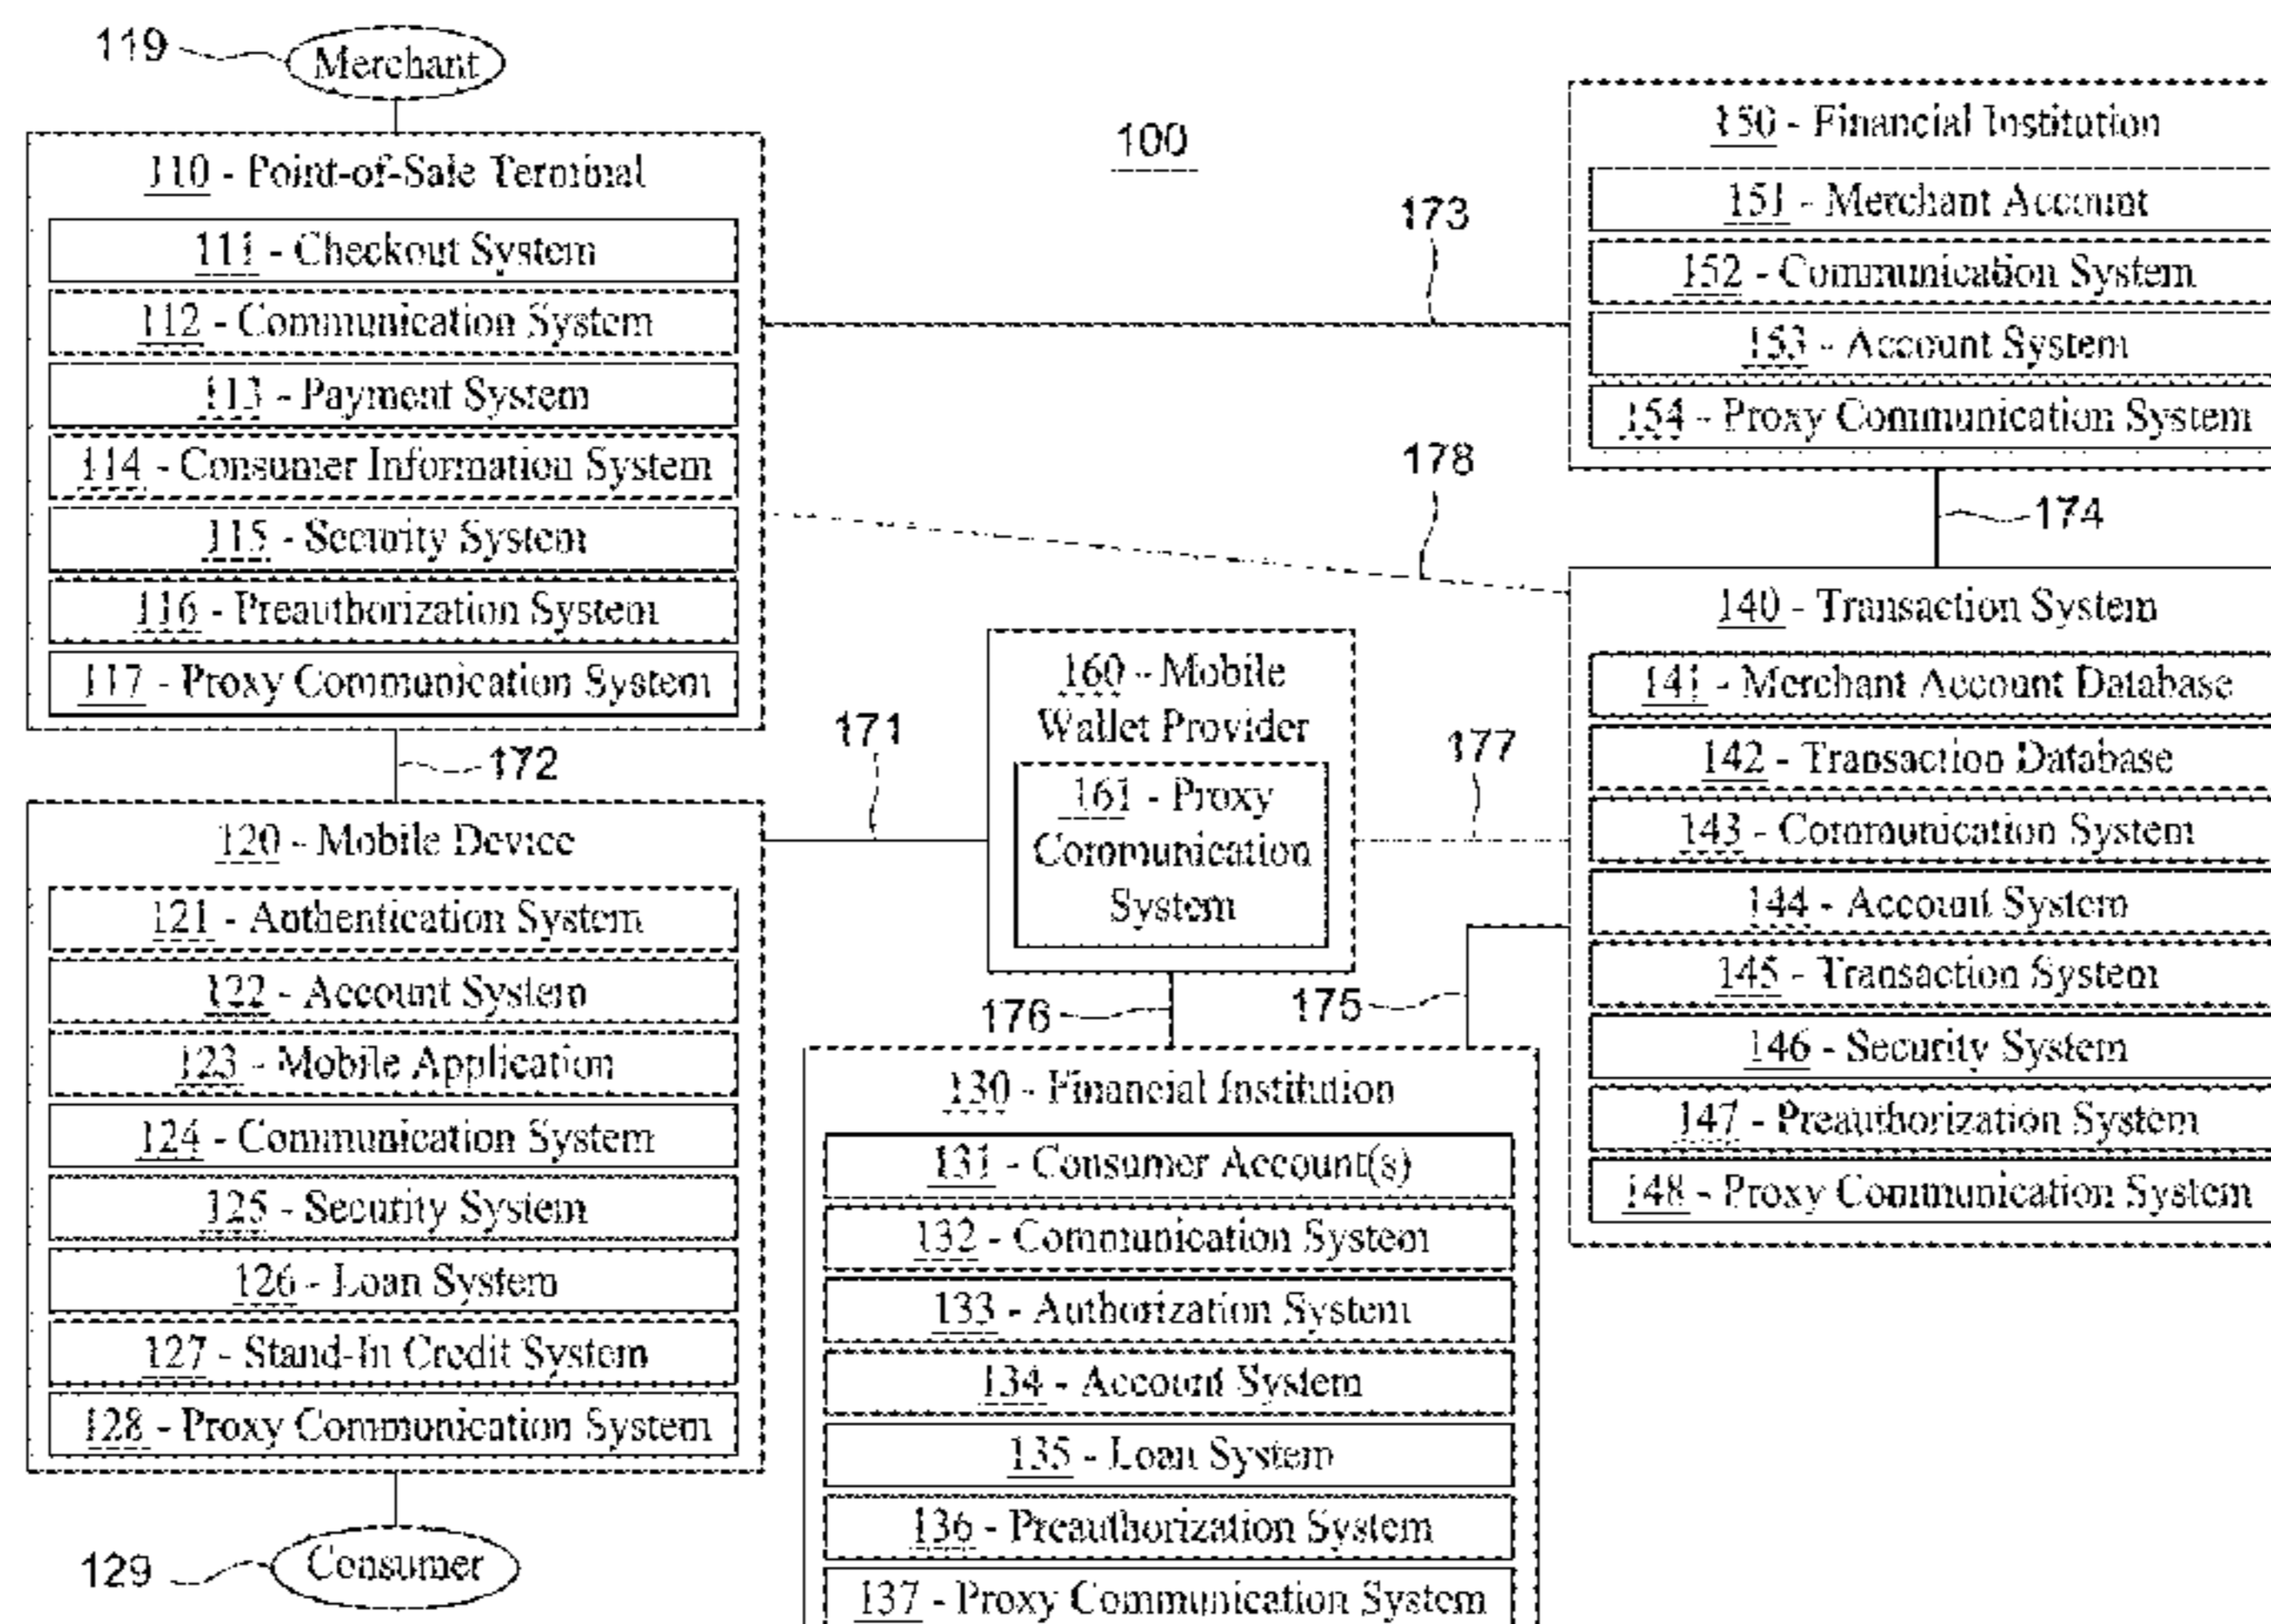 119
Merchant
110 - Point-of-Sale Terminal
111 - Checkout System
112 - Communication System
113 - Payment System
114 - Consumer Information System
115 - Security System
116 - Preauthorization System
117 - Proxy Communication System
172
120 - Mobile Device
121 - Authentication System
122 - Account System
123 - Mobile Application
124 - Communication System
125 - Security System
126 - Loan System
127 - Stand-In Credit System
128 - Proxy Communication System
129
Consumer
100
173
178
171
160 - Mobile
Wallet Provider
161 - Proxy
Communication
System
177
176
175
130 - Financial Institution
131 - Consumer Account(s)
132 - Communication System
133 - Authorization System
134 - Account System
135 - Loan System
136 - Preauthorization System
137 - Proxy Communication System
150 - Financial Institution
151 - Merchant Account
152 - Communication System
153 - Account System
154 - Proxy Communication System
174
140 - Transaction System
141 - Merchant Account Database
142 - Transaction Database
143 - Communication System
144 - Account System
145 - Transaction System
146 - Security System
147 - Preauthorization System
148 - Proxy Communication System